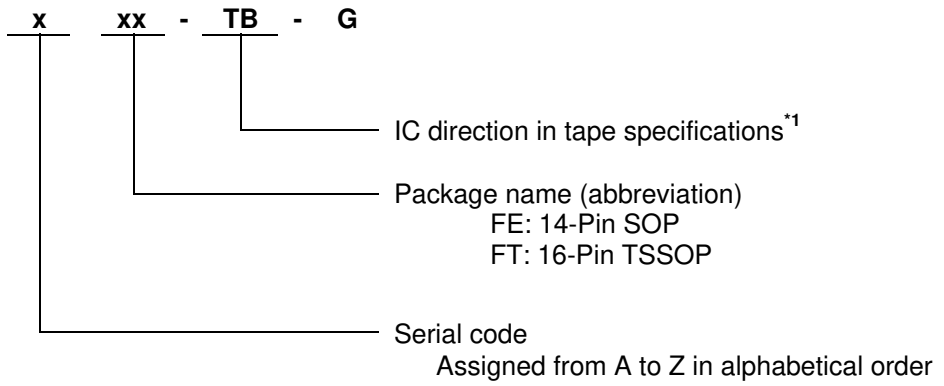 x xx - TB - G
IC direction in tape specifications*1
Package name (abbreviation)
FE: 14-Pin SOP
FT: 16-Pin TSSOP
Serial code
Assigned from A to Z in alphabetical order